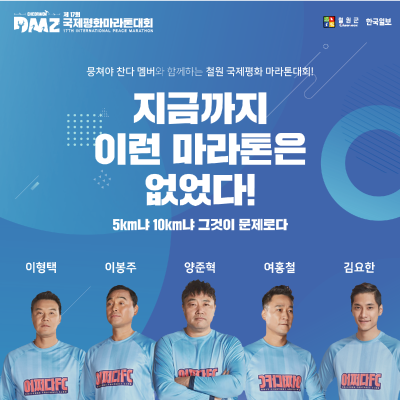 CHEORWON
DMZ
제 17회
국제평화마라톤대회
17TH INTERNATIONAL PEACE MARATHON
철원군
한국일보
뭉쳐야 찬다 멤버와 함께하는 철원 국제평화 마라톤대회!
지금까지
이런 마라톤은
없었다!
5km냐 10km냐 그것이 문제로다
이형택 이봉주 양준혁 여홍철 김요한
어쩌다FC
어쩌다FC
어쩌다FC
어쩌다FC